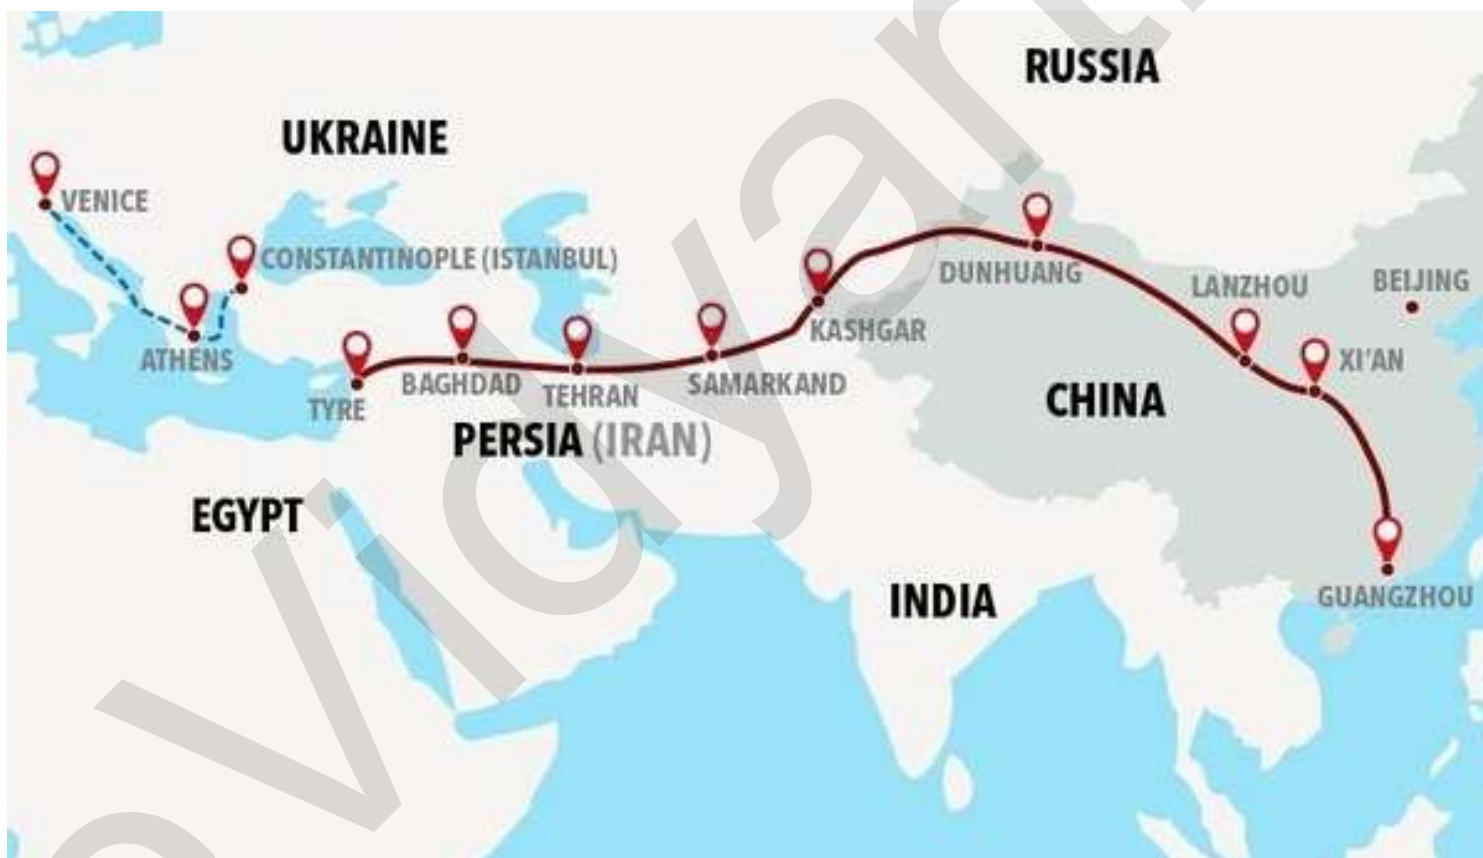 RUSSIA
UKRAINE
VENICE
CONSTANTINOPLE (ISTANBUL)
DUNHUANG
LANZHOU
BEIJING
KASHGAR
ATHENS
XI'AN
BAGHDAD
TEHRAN
SAMARKAND
TYRE
CHINA
PERSIA (IRAN)
EGYPT
INDIA
GUANGZHOU